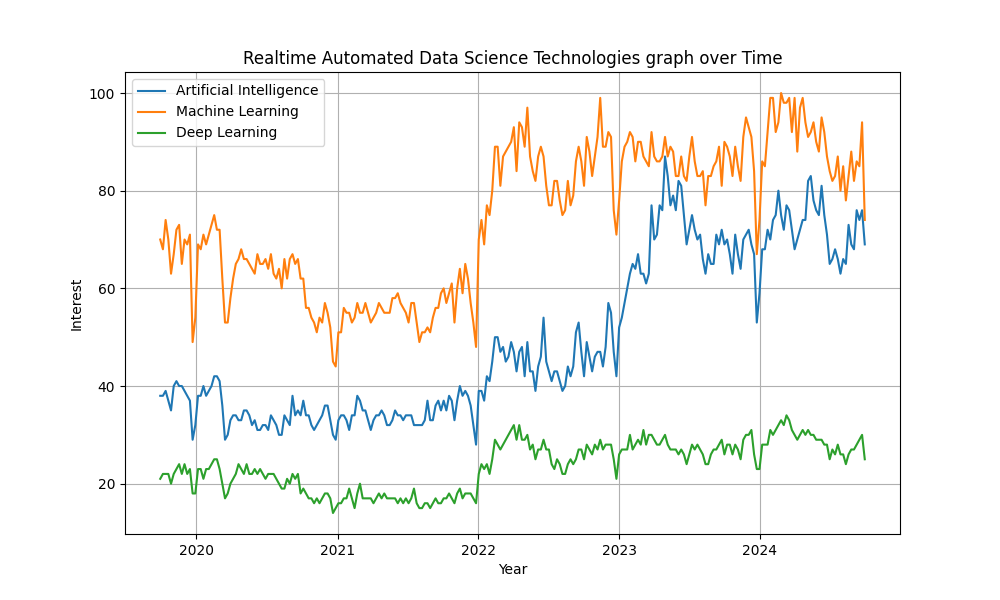 Realtime Automated Data Science Technologies graph over Time
Artificial Intelligence
Machine Learning
Deep Learning
100
80
60
40
20
Interest
2020 2021 2022 2023 2024
Year